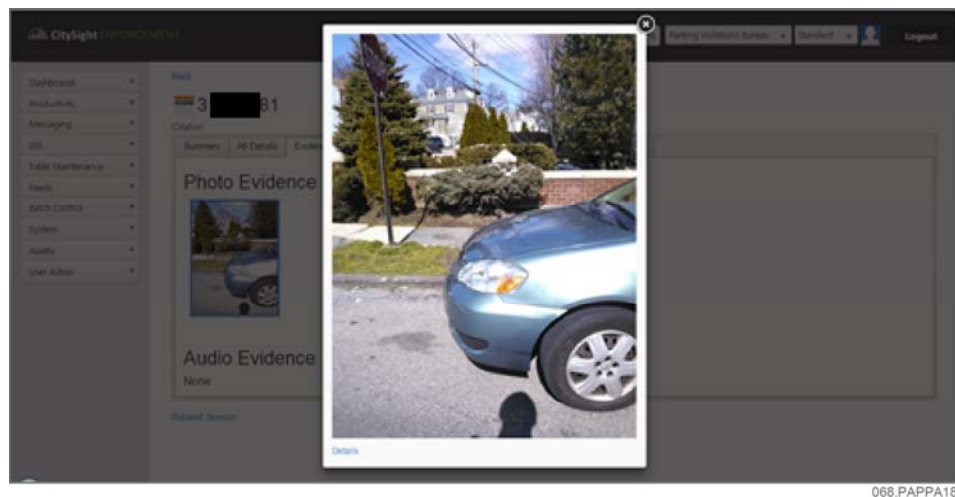 CitySight ENFORCEMENT
Parking Violations Bureau
Standard
Logout
Dashboards
Productivity
Messaging
GIS
Table Maintenance
Feeds
Batch Control
System
Assets
User Admin
Back
3 81
Citation
Summary
All Details
Eviden
Photo Evidence
Audio Evidence
None
Related Session
Details
068.PAPPA18